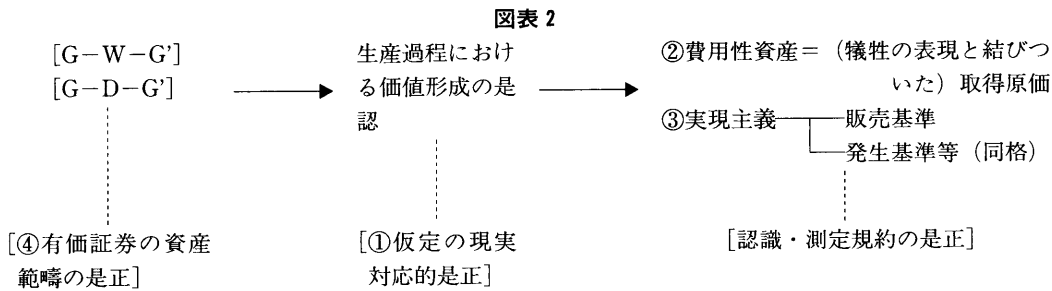 図表 2
[G−W−G']
[G−D−G']
生産過程におけ
る価値形成の是
認
②費用性資産=（犠牲の表現と結びつ
いた）取得原価
③実現主義
販売基準
発生基準等（同格）
[④有価証券の資産
範疇の是正]
[①仮定の現実
対応的是正]
[認識・測定規約の是正]